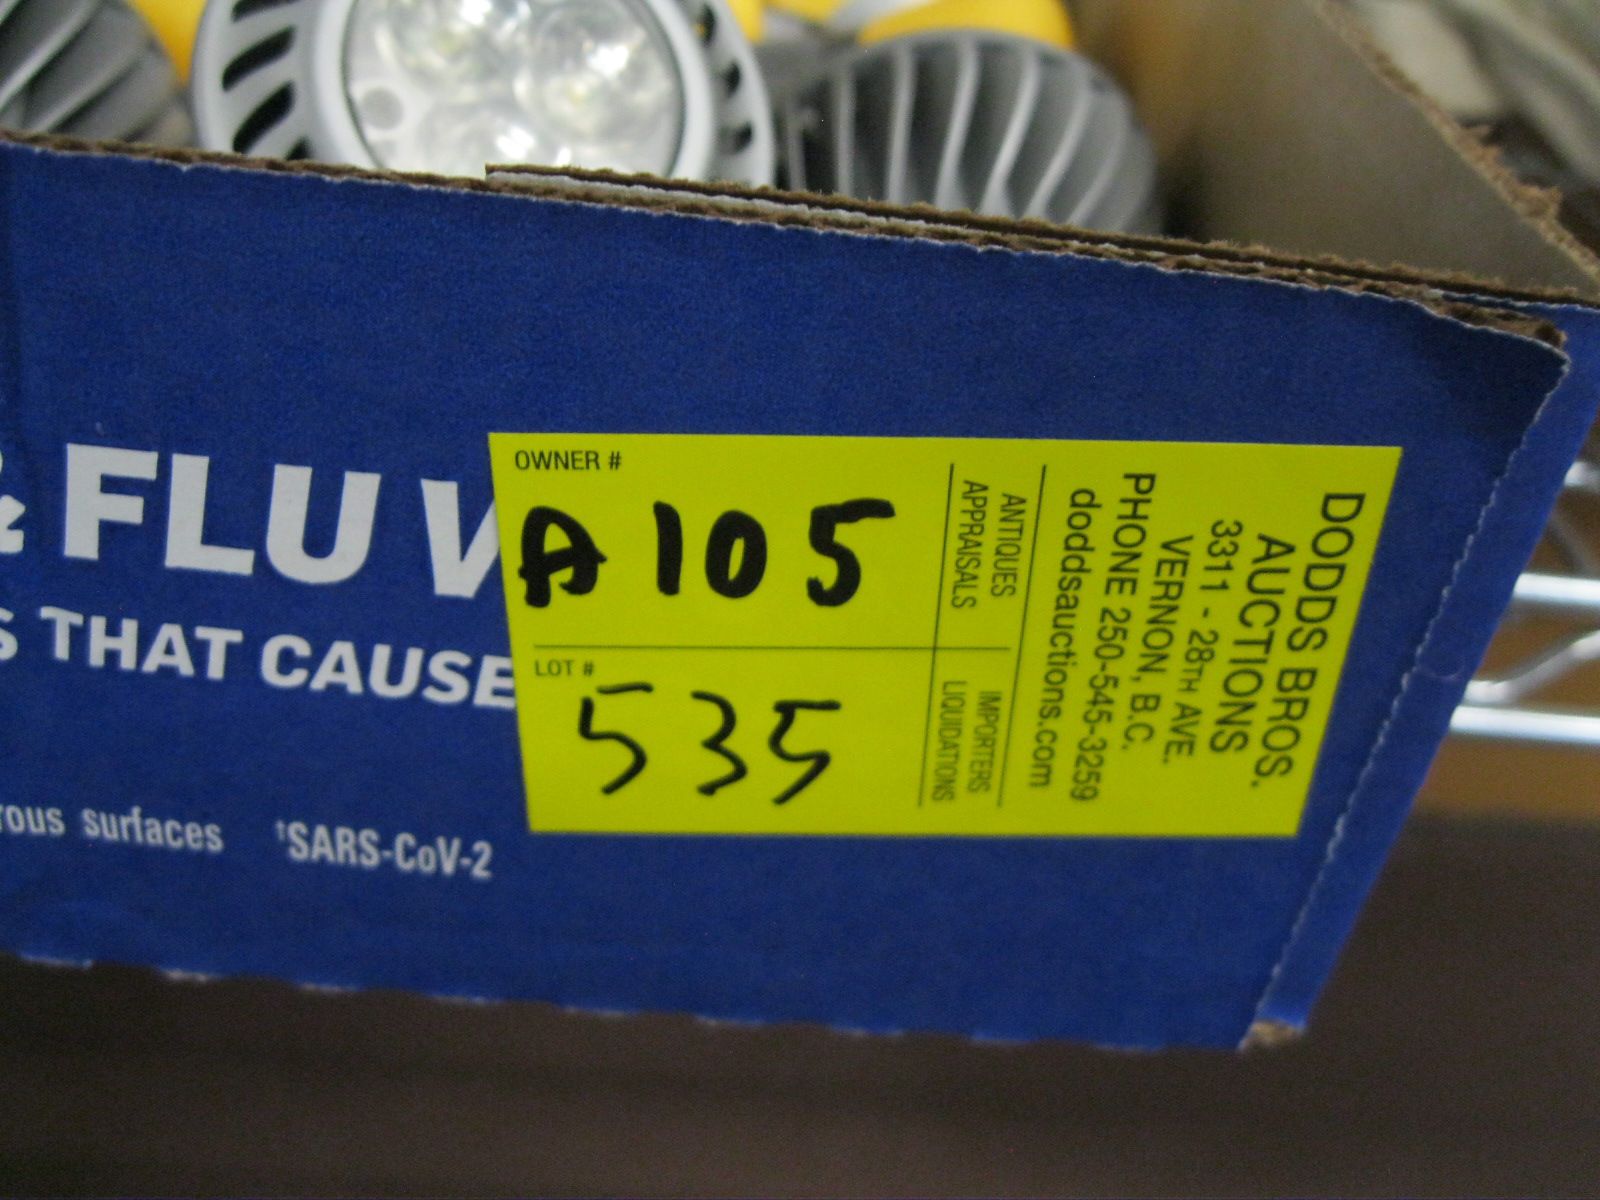 & FLU V
S THAT CAUSE
rous surfaces †SARS-CoV-2
OWNER #
A 105
LOT #
535
ANTIQUES
APPRAISALS
IMPORTERS
LIQUIDATIONS
DODDS BROS.
AUCTIONS
3311 - 28TH AVE.
VERNON, B.C.
PHONE 250-545-3259
doddsauctions.com